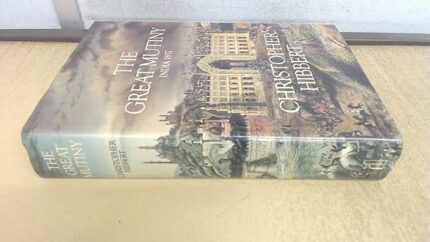 THE
GREAT MUTINY
INDIA 1857
CHRISTOPHER
HIBBERT
THE
GREAT
MUTINY
CHRISTOPHER
HIBBERT